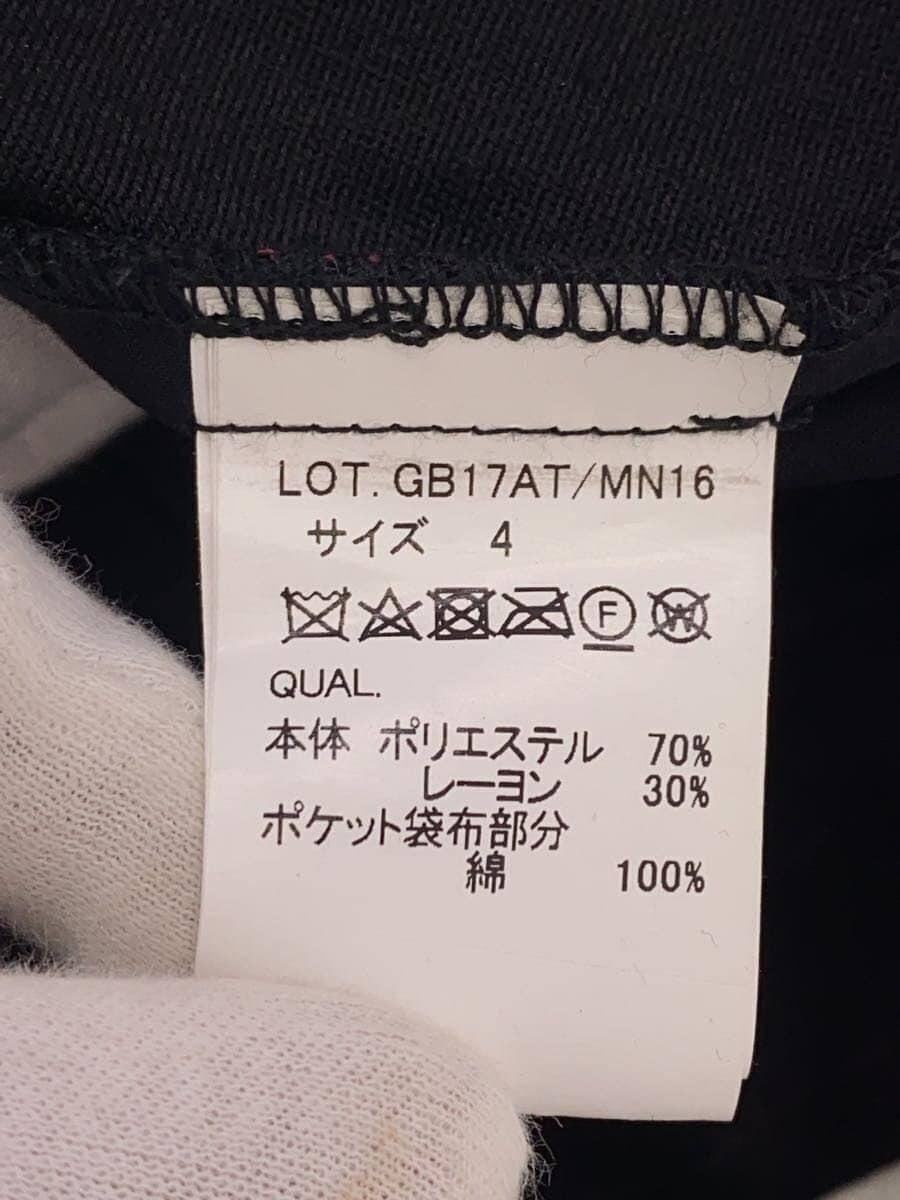 LOT. GB17AT/MN16
サイズ 4
F W
QUAL.
本体 ポリエステル 70%
レーヨン 30%
ポケット袋布部分
綿 100%